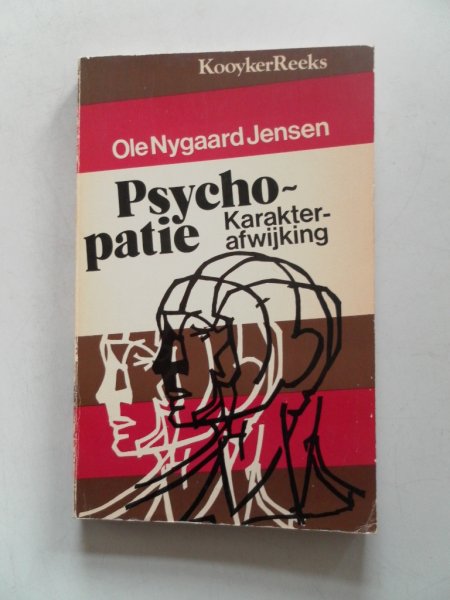 KooykerReeks
Ole Nygaard Jensen
Psycho~
patie
Karakter-
afwijking